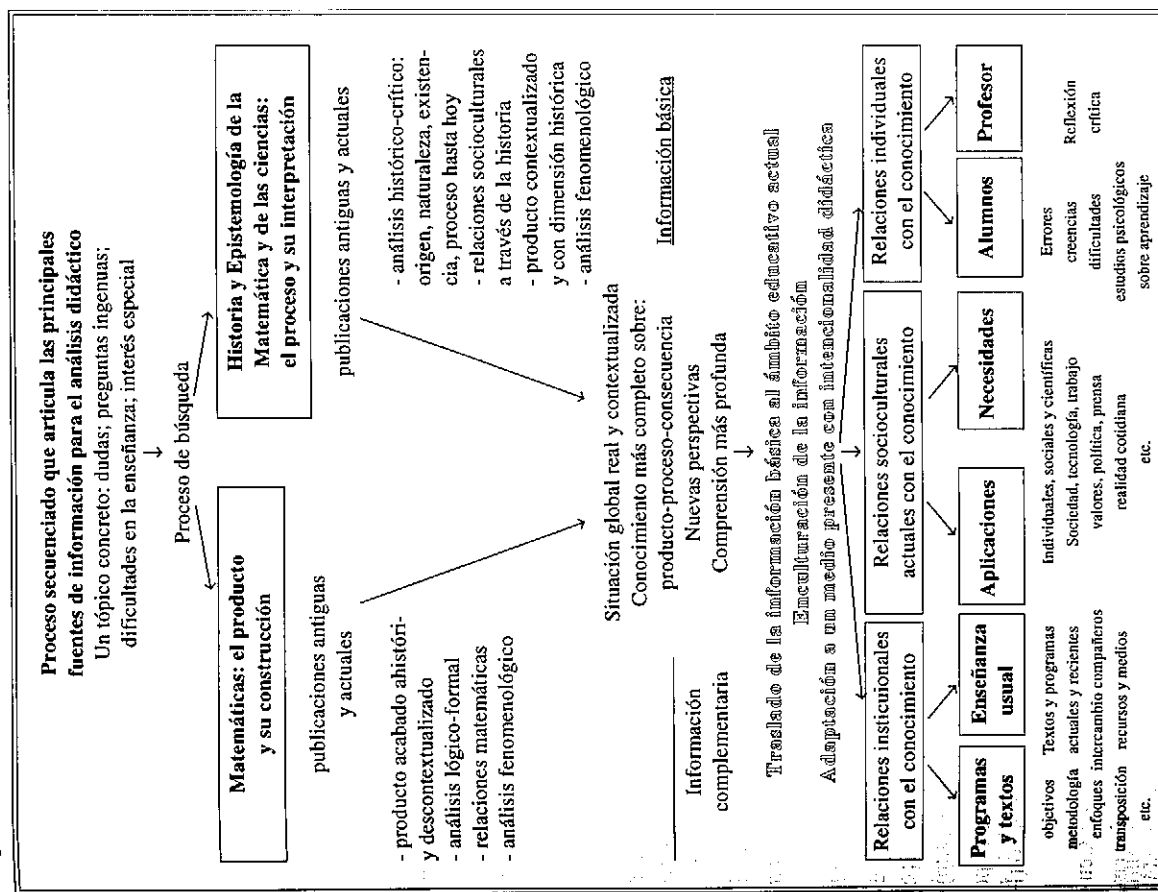 Proceso secuenciado que articula las principales
fuentes de información para el análisis didáctico
Un tópico concreto: dudas; preguntas ingenuas;
dificultades en la enseñanza; interés especial
Proceso de búsqueda
Matemáticas: el producto
y su construcción
publicaciones antiguas
y actuales
- producto acabado ahistóri-
y descontextualizado
- análisis lógico-formal
- relaciones matemáticas
- análisis fenomenológico
Historia y Epistemología de la
Matemática y de las ciencias:
el proceso y su interpretación
publicaciones antiguas y actuales
- análisis histórico-crítico:
origen, naturaleza, existen-
cia, proceso hasta hoy
- relaciones socioculturales
a través de la historia
- producto contextualizado
y con dimensión histórica
- análisis fenomenológico
Situación global real y contextualizada
Conocimiento más completo sobre:
producto-proceso-consecuencia
Nuevas perspectivas
Comprensión más profunda
Información básica
Información
complementaria
Traslado de la información básica al ámbito educativo actual
Enculturación de la información
Adaptación a un medio presente con intencionalidad didáctica
Relaciones insticuionales
con el conocimiento
Relaciones socioculturales
actuales con el conocimiento
Relaciones individuales
con el conocimiento
Programas
y textos
Enseñanza
usual
Aplicaciones
Necesidades
Alumnos
Profesor
objetivos
metodología
enfoques
transposición
Textos y programas
actuales y recientes
intercambio compañeros
recursos y medios
etc.
Individuales, sociales y científicas
Sociedad, tecnología, trabajo
valores, política, prensa
realidad cotidiana
etc.
Errores
creencias
dificultades
estudios psicológicos
sobre aprendizaje
Reflexión
crítica